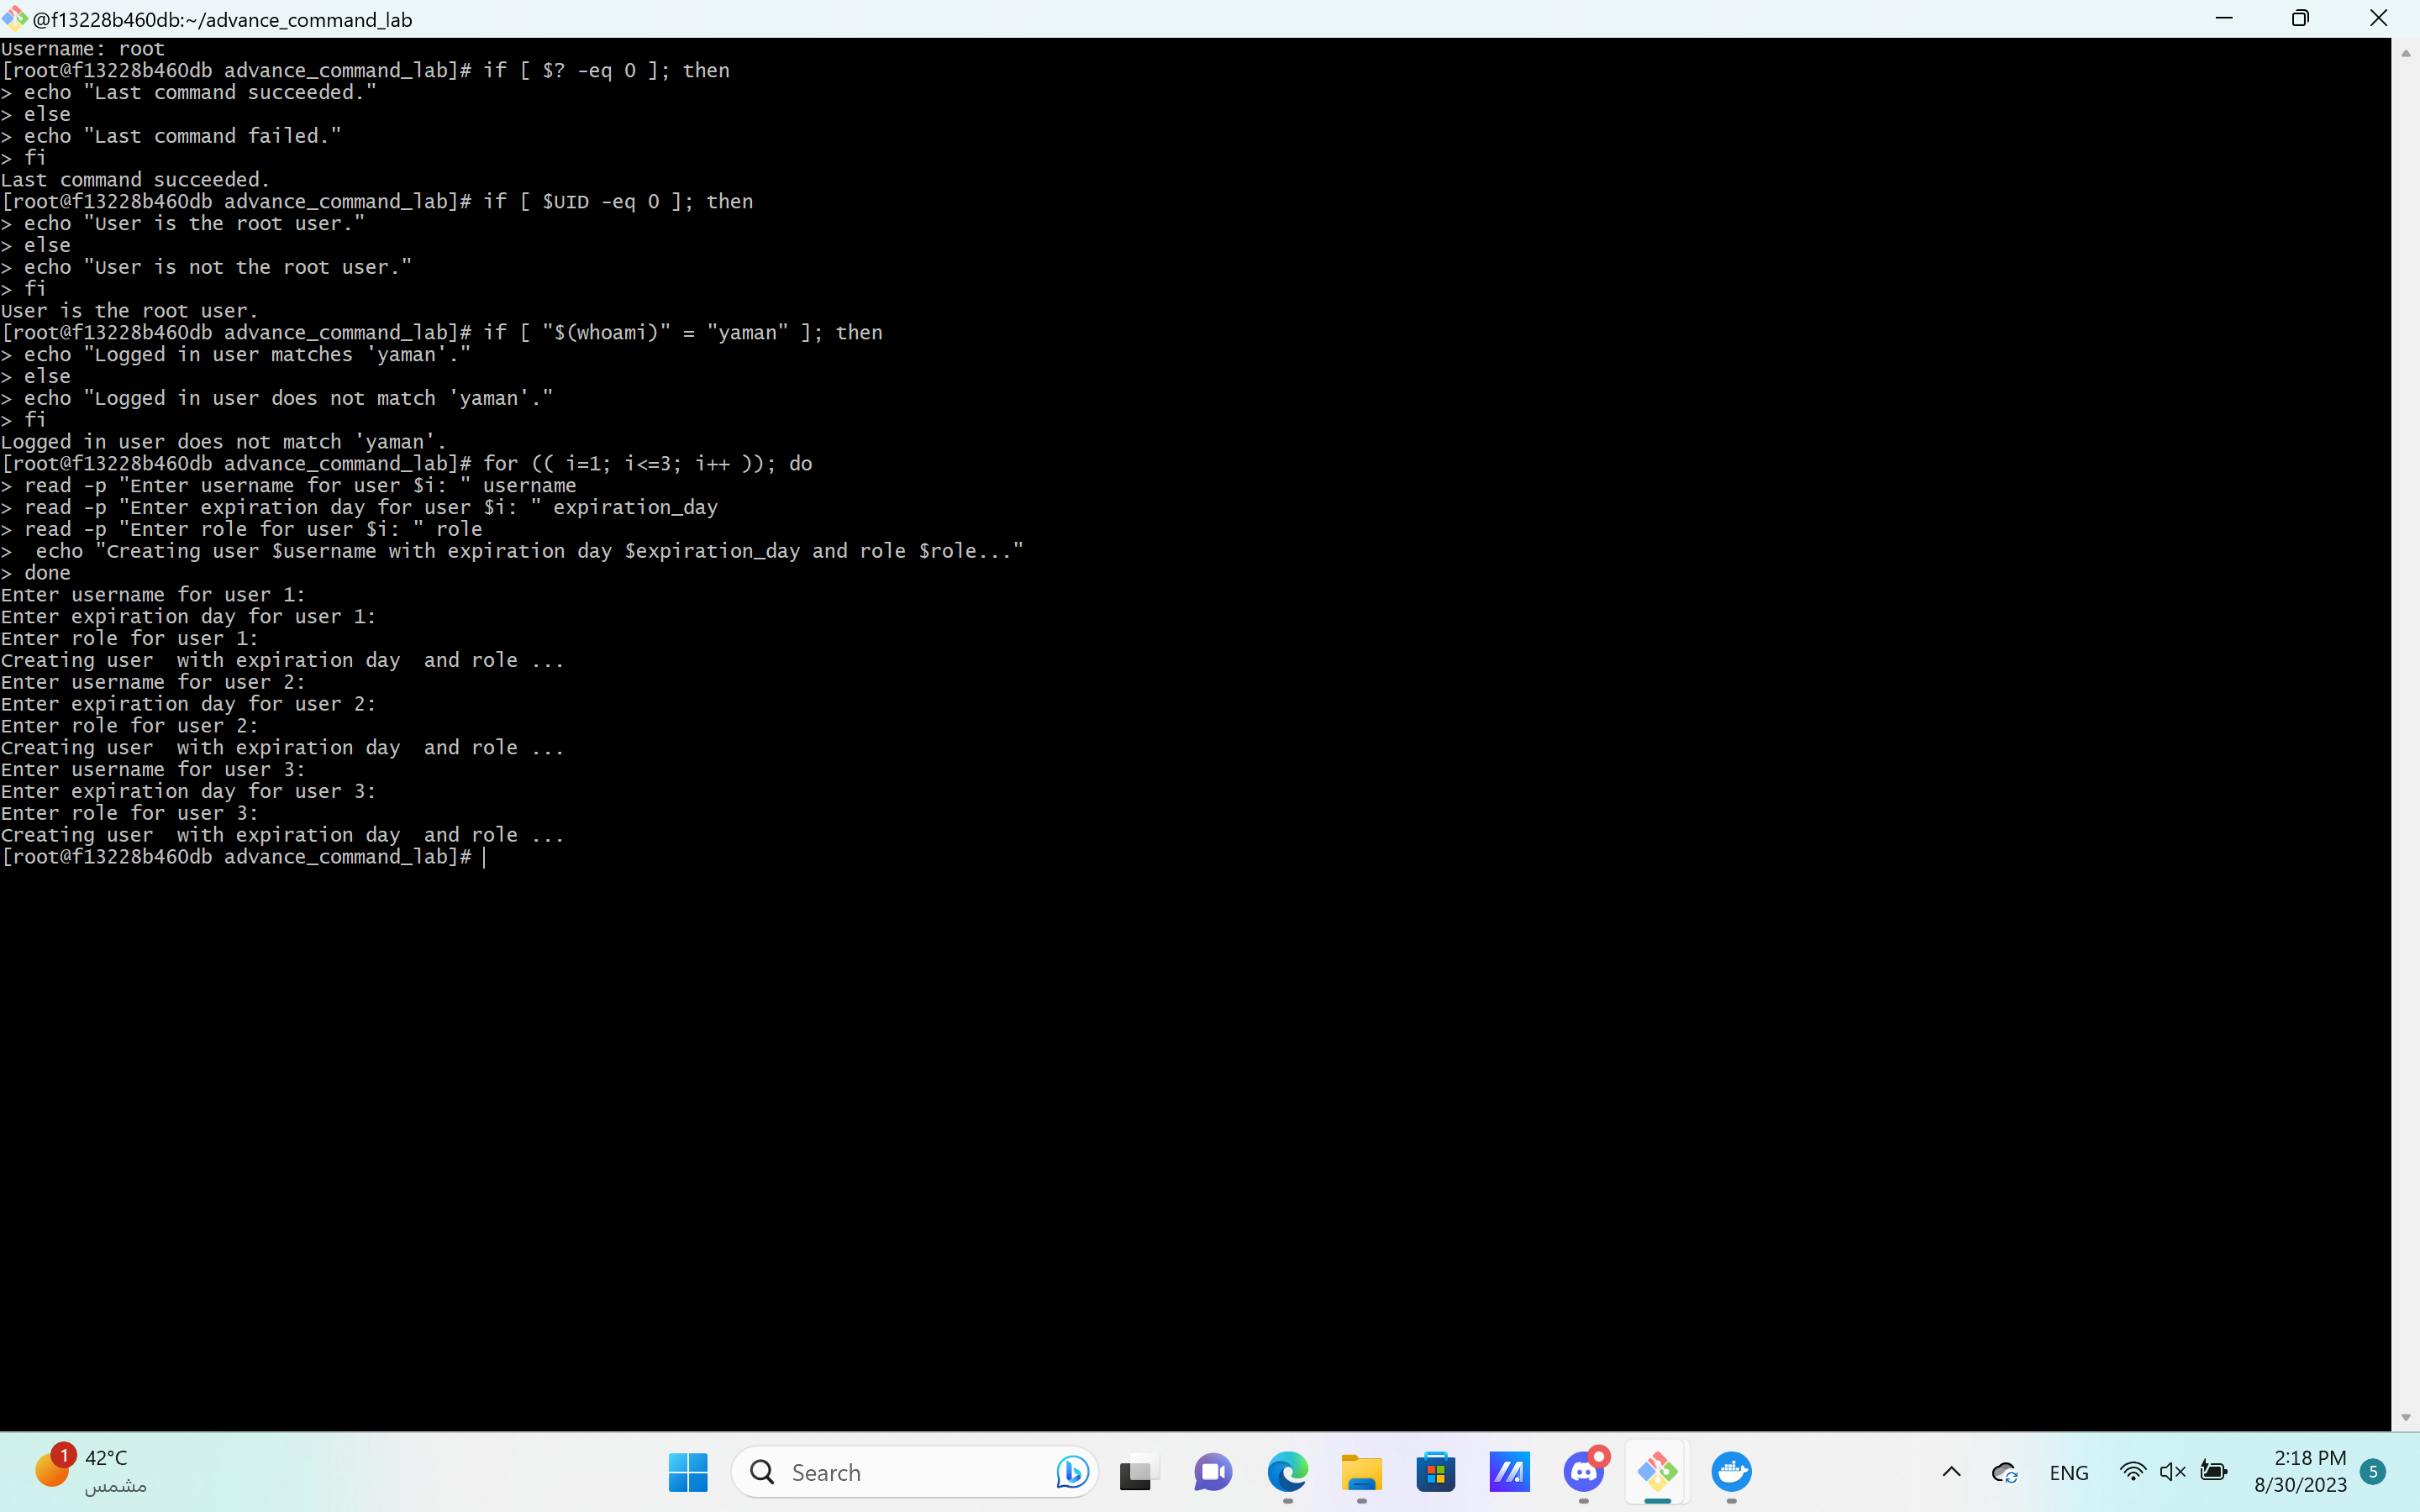 @f13228b460db:~/advance_command_lab
Username: root
[root@f13228b460db advance_command_lab]# if [ $? -eq 0 ]; then
> echo "Last command succeeded."
> else
> echo "Last command failed."
> fi
Last command succeeded.
[root@f13228b460db advance_command_lab]# if [ $UID -eq 0 ]; then
> echo "User is the root user."
> else
> echo "User is not the root user."
> fi
User is the root user.
[root@f13228b460db advance_command_lab]# if [ "$(whoami)" = "yaman" ]; then
> echo "Logged in user matches 'yaman'."
> else
> echo "Logged in user does not match 'yaman'."
> fi
Logged in user does not match 'yaman'.
[root@f13228b460db advance_command_lab]# for (( i=1; i<=3; i++ )); do
> read -p "Enter username for user $i: " username
> read -p "Enter expiration day for user $i: " expiration_day
> read -p "Enter role for user $i: " role
>  echo "Creating user $username with expiration day $expiration_day and role $role..."
> done
Enter username for user 1:
Enter expiration day for user 1:
Enter role for user 1:
Creating user  with expiration day  and role ...
Enter username for user 2:
Enter expiration day for user 2:
Enter role for user 2:
Creating user  with expiration day  and role ...
Enter username for user 3:
Enter expiration day for user 3:
Enter role for user 3:
Creating user  with expiration day  and role ...
[root@f13228b460db advance_command_lab]#
1
42°C
مشمس
Search
ENG
2:18 PM
8/30/2023
5